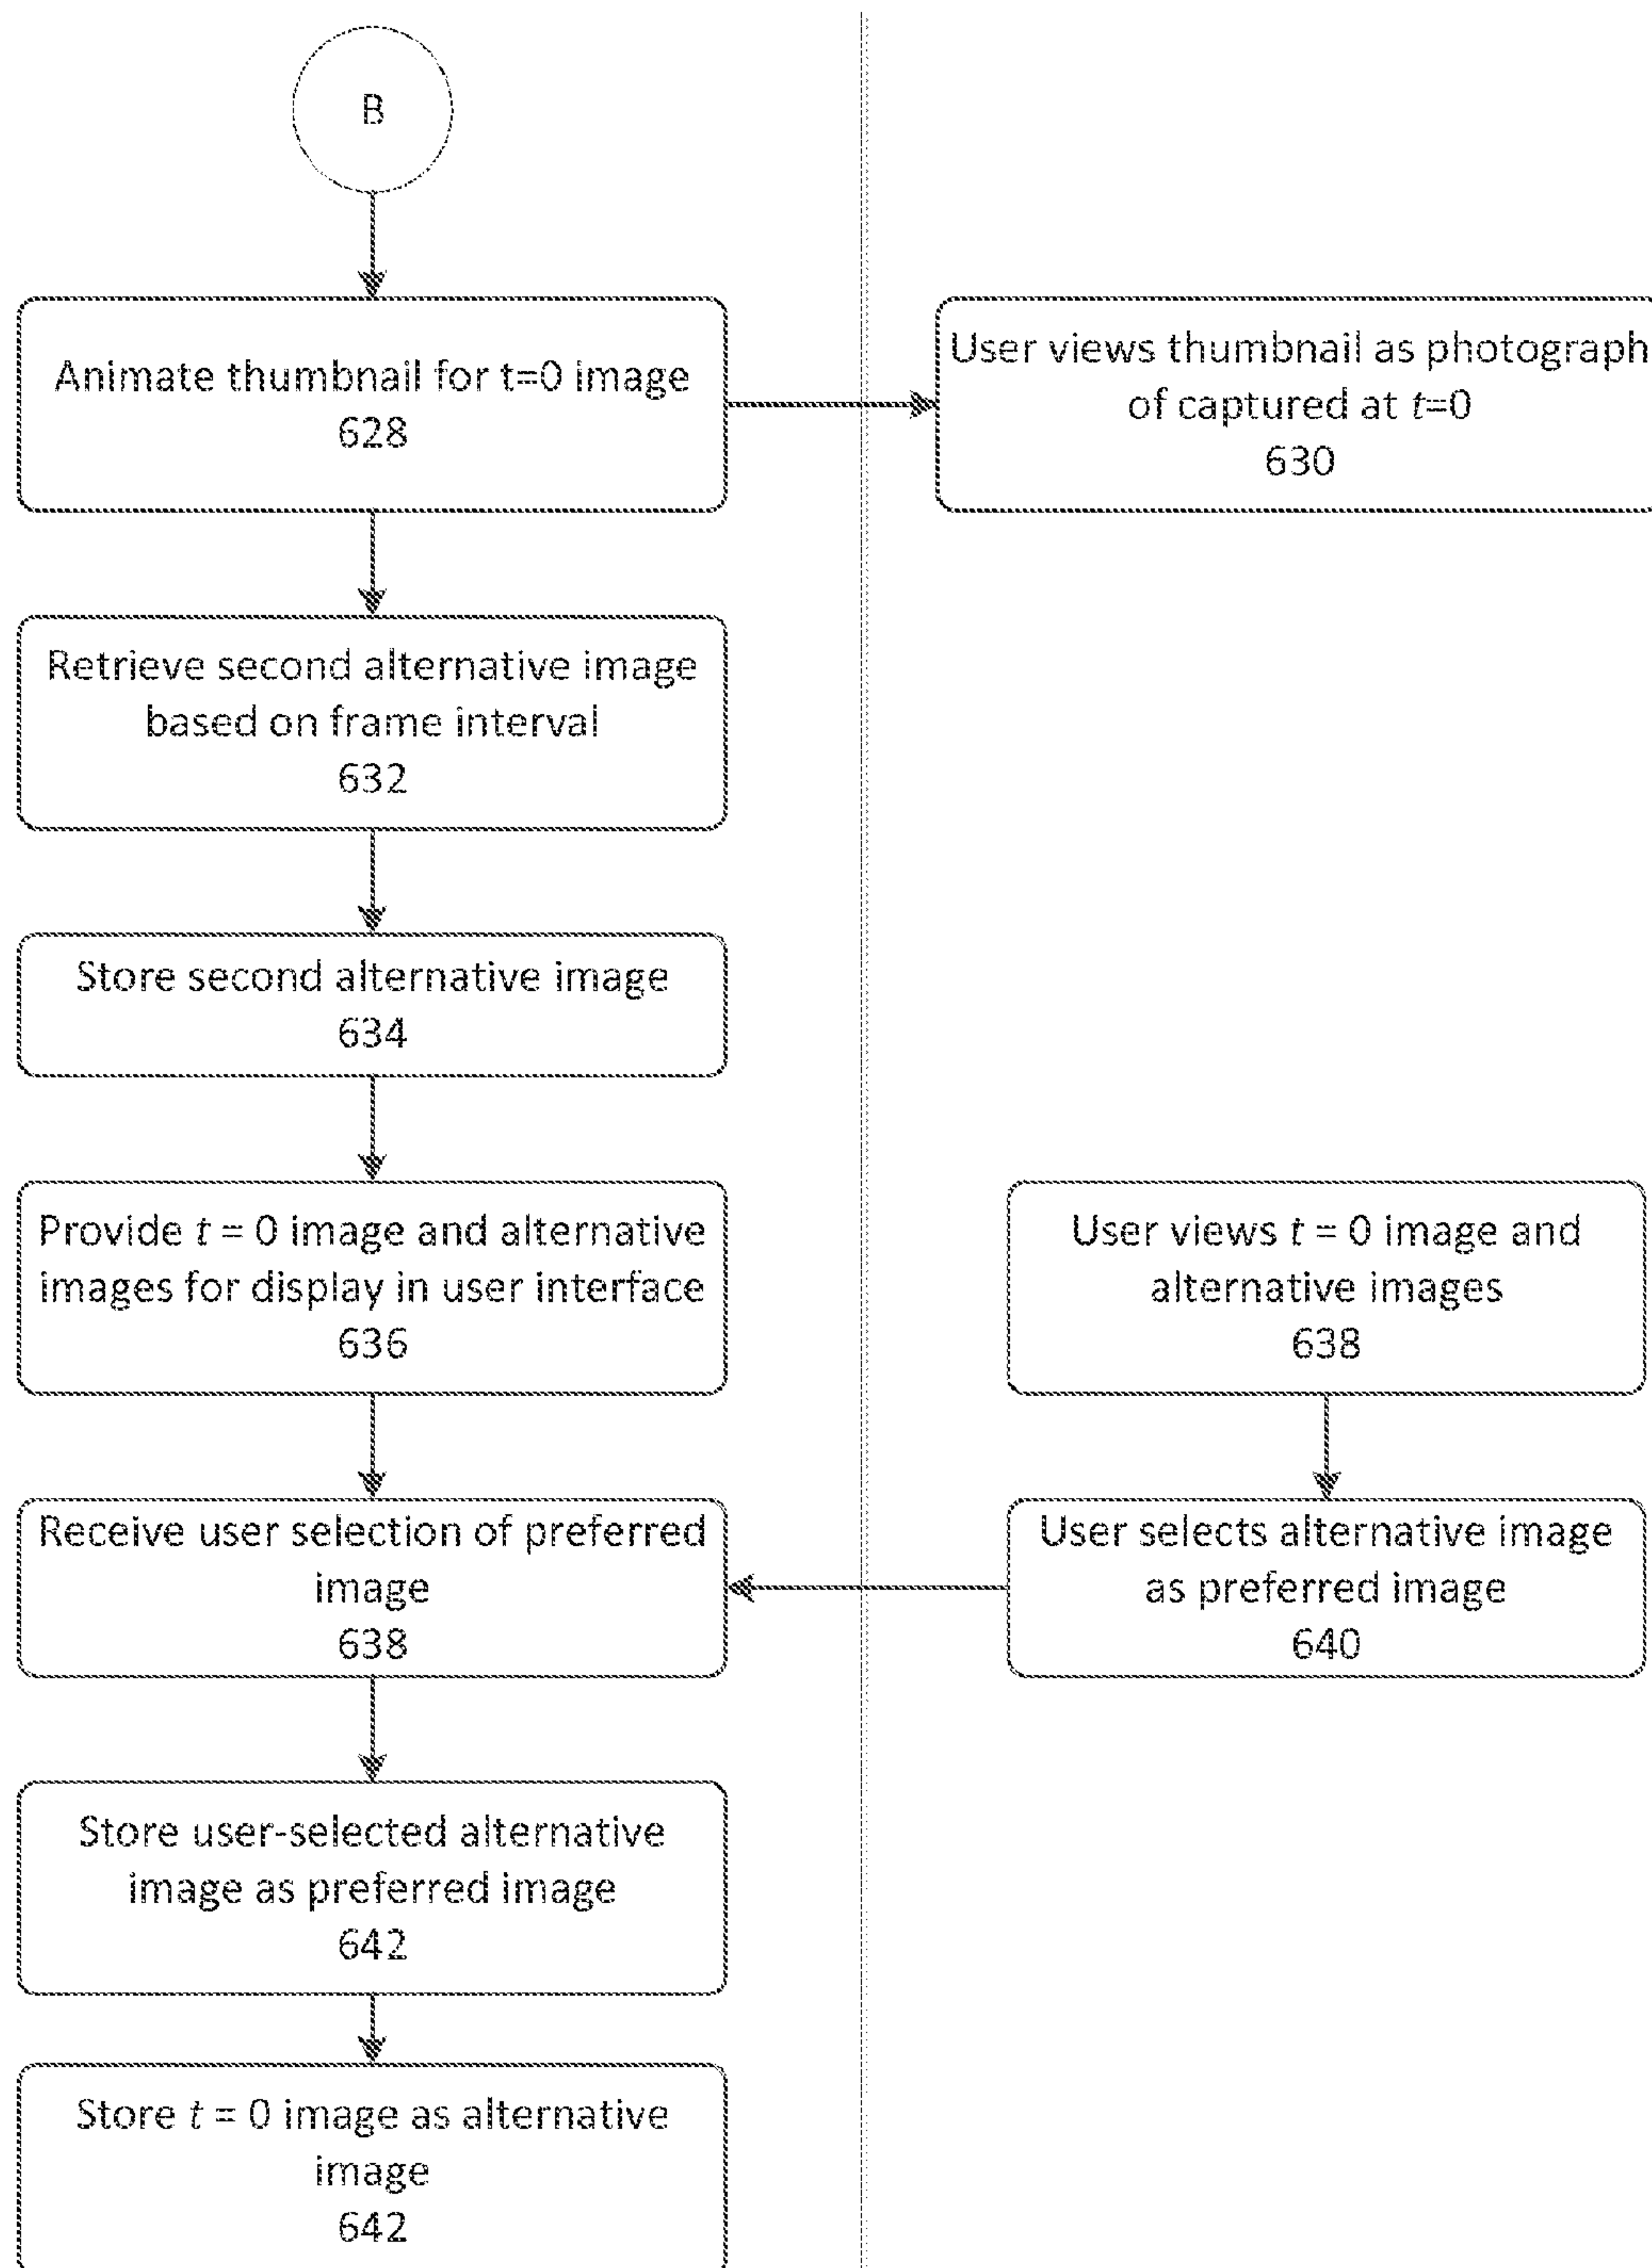 B
Animate thumbnail for t=0 image
628
User views thumbnail as photograph
of captured at t=0
630
Retrieve second alternative image
based on frame interval
632
Store second alternative image
634
Provide t = 0 image and alternative
images for display in user interface
636
User views t = 0 image and
alternative images
638
Receive user selection of preferred
image
638
User selects alternative image
as preferred image
640
Store user-selected alternative
image as preferred image
642
Store t = 0 image as alternative
image
642